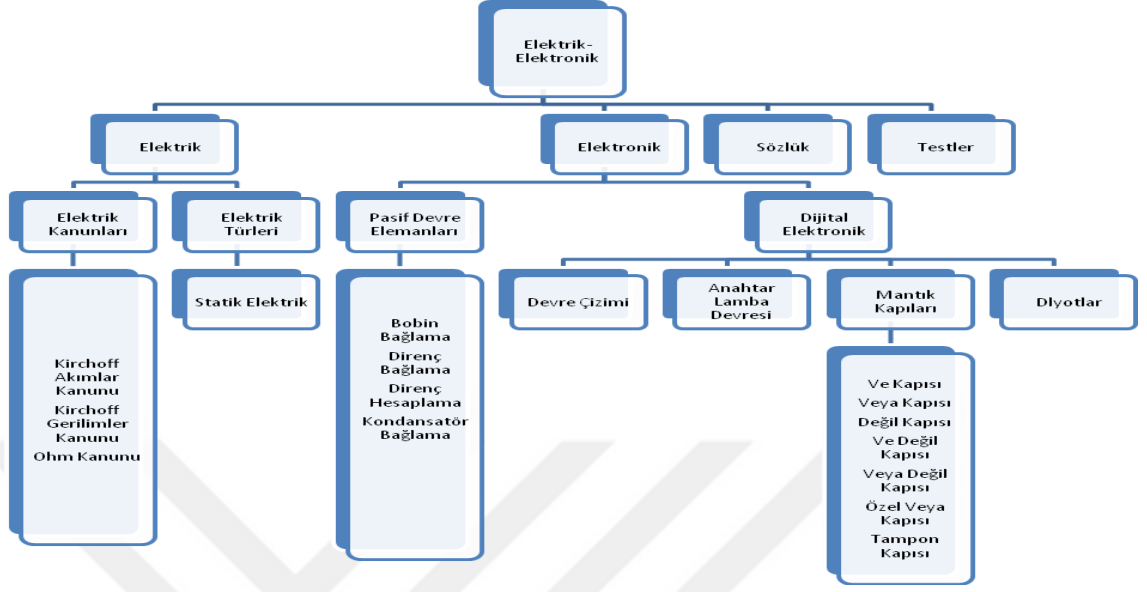 Elektrik-
Elektronik
Elektrik
Elektronik
Sözlük
Testler
Elektrik
Kanunları
Elektrik
Türleri
Pasif Devre
Elemanları
Dijital
Elektronik
Kirchoff
Akımlar
Kanunu
Kirchoff
Gerilimler
Kanunu
Ohm Kanunu
Statik Elektrik
Bobin
Bağlama
Direnç
Bağlama
Direnç
Hesaplama
Kondansatör
Bağlama
Devre Çizimi
Anahtar
Lamba
Devresi
Mantık
Kapıları
DIyotlar
Ve Kapısı
Veya Kapısı
Değil Kapısı
Ve Değil
Kapısı
Veya Değil
Kapısı
Özel Veya
Kapısı
Tampon
Kapısı